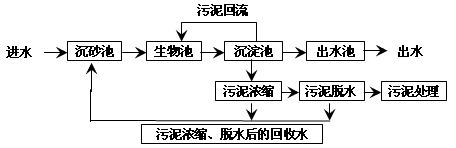 污泥回流
进水
沉砂池
生物池
沉淀池
出水池
出水
污泥浓缩
污泥脱水
污泥处理
污泥浓缩、脱水后的回收水